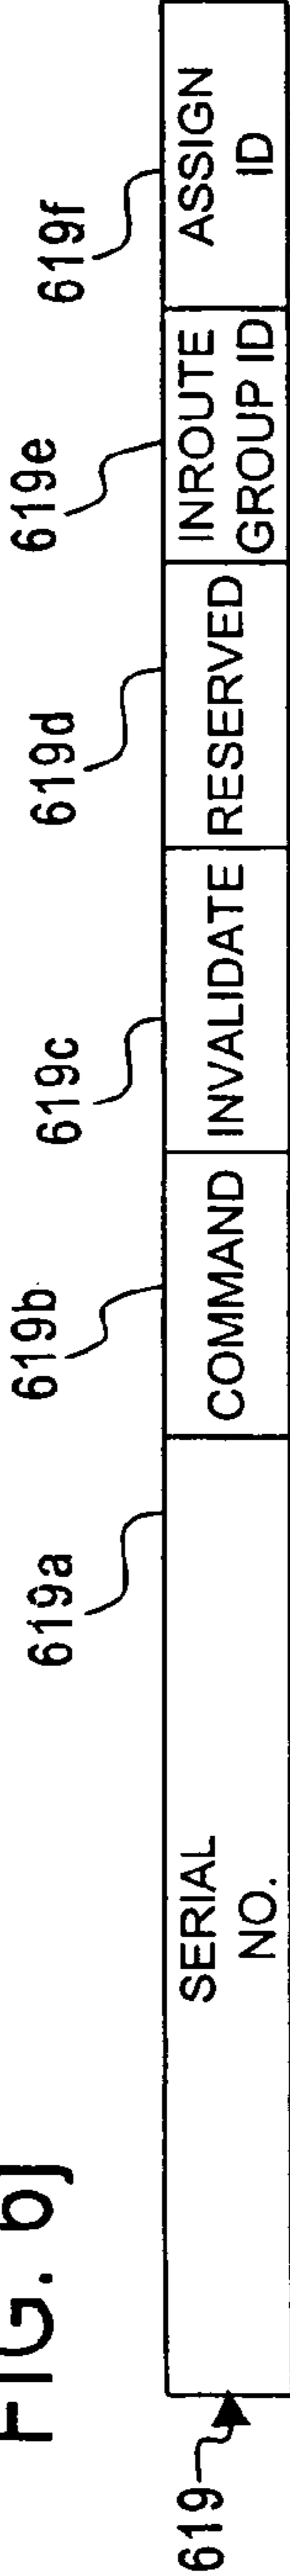 FIG. 6J
619
619a
619b
619c
619d
619e
619f
SERIAL
NO.
COMMAND
INVALIDATE
RESERVED
INROUTE
GROUP ID
ASSIGN
ID